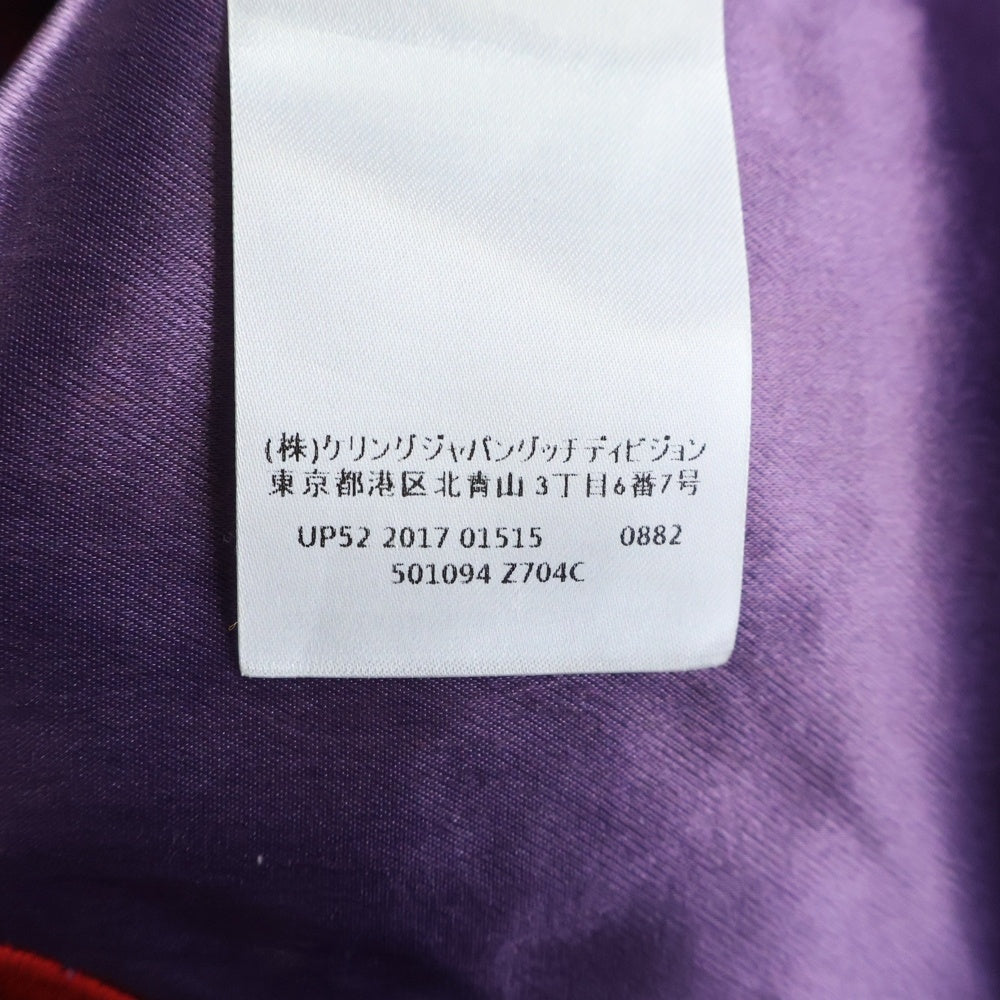 (株)ケリングジャパングッチディビジョン
東京都港区北青山3丁目6番7号
UP52 2017 01515 0882
501094 Z704C